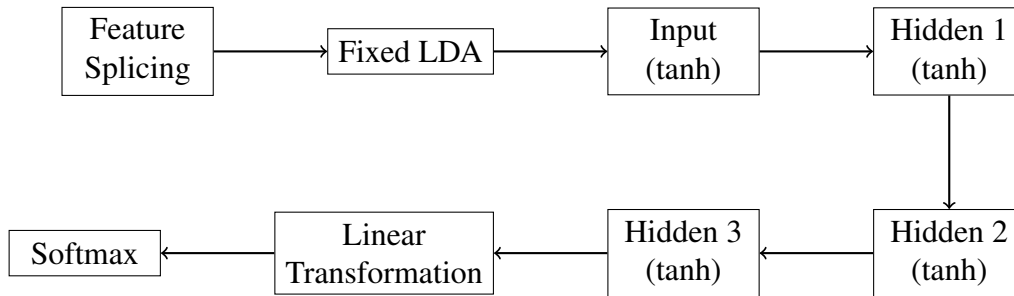 Feature
Splicing
Fixed LDA
Input
(tanh)
Hidden 1
(tanh)
Hidden 2
(tanh)
Hidden 3
(tanh)
Linear
Transformation
Softmax